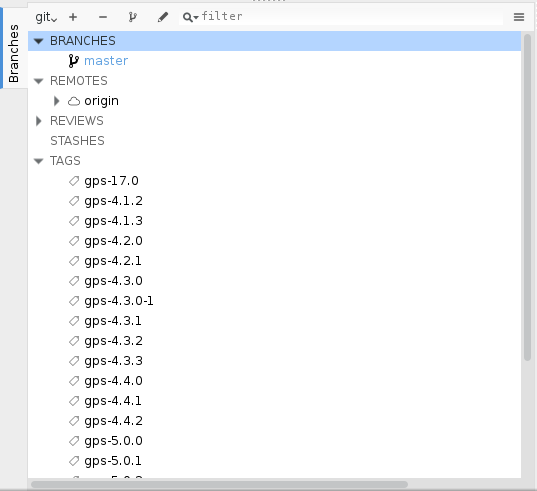 Branches
git
filter
BRANCHES
master
REMOTES
origin
REVIEWS
STASHES
TAGS
gps-17.0
gps-4.1.2
gps-4.1.3
gps-4.2.0
gps-4.2.1
gps-4.3.0
gps-4.3.0-1
gps-4.3.1
gps-4.3.2
gps-4.3.3
gps-4.4.0
gps-4.4.1
gps-4.4.2
gps-5.0.0
gps-5.0.1